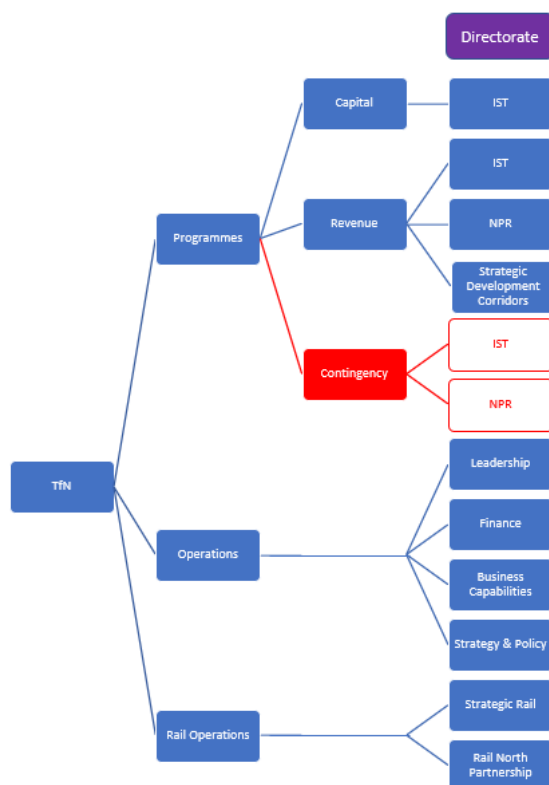 Directorate
Capital
IST
IST
Programmes
Revenue
NPR
Strategic
Development
Corridors
IST
Contingency
NPR
TfN
Leadership
Finance
Operations
Business
Capabilities
Strategy & Policy
Strategic Rail
Rail Operations
Rail North
Partnership